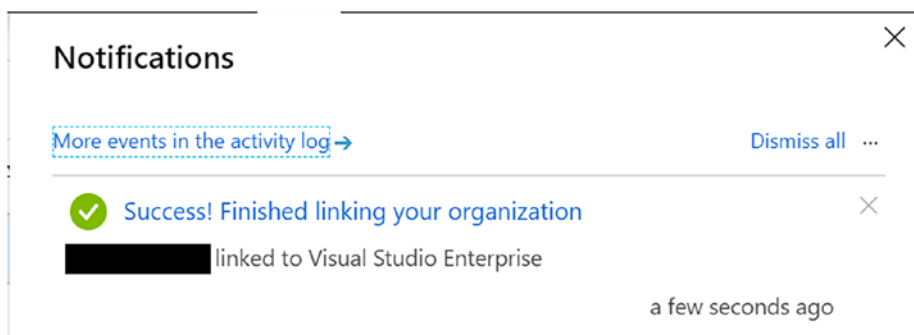 Notifications
More events in the activity log →
Dismiss all ...
Success! Finished linking your organization
linked to Visual Studio Enterprise
a few seconds ago